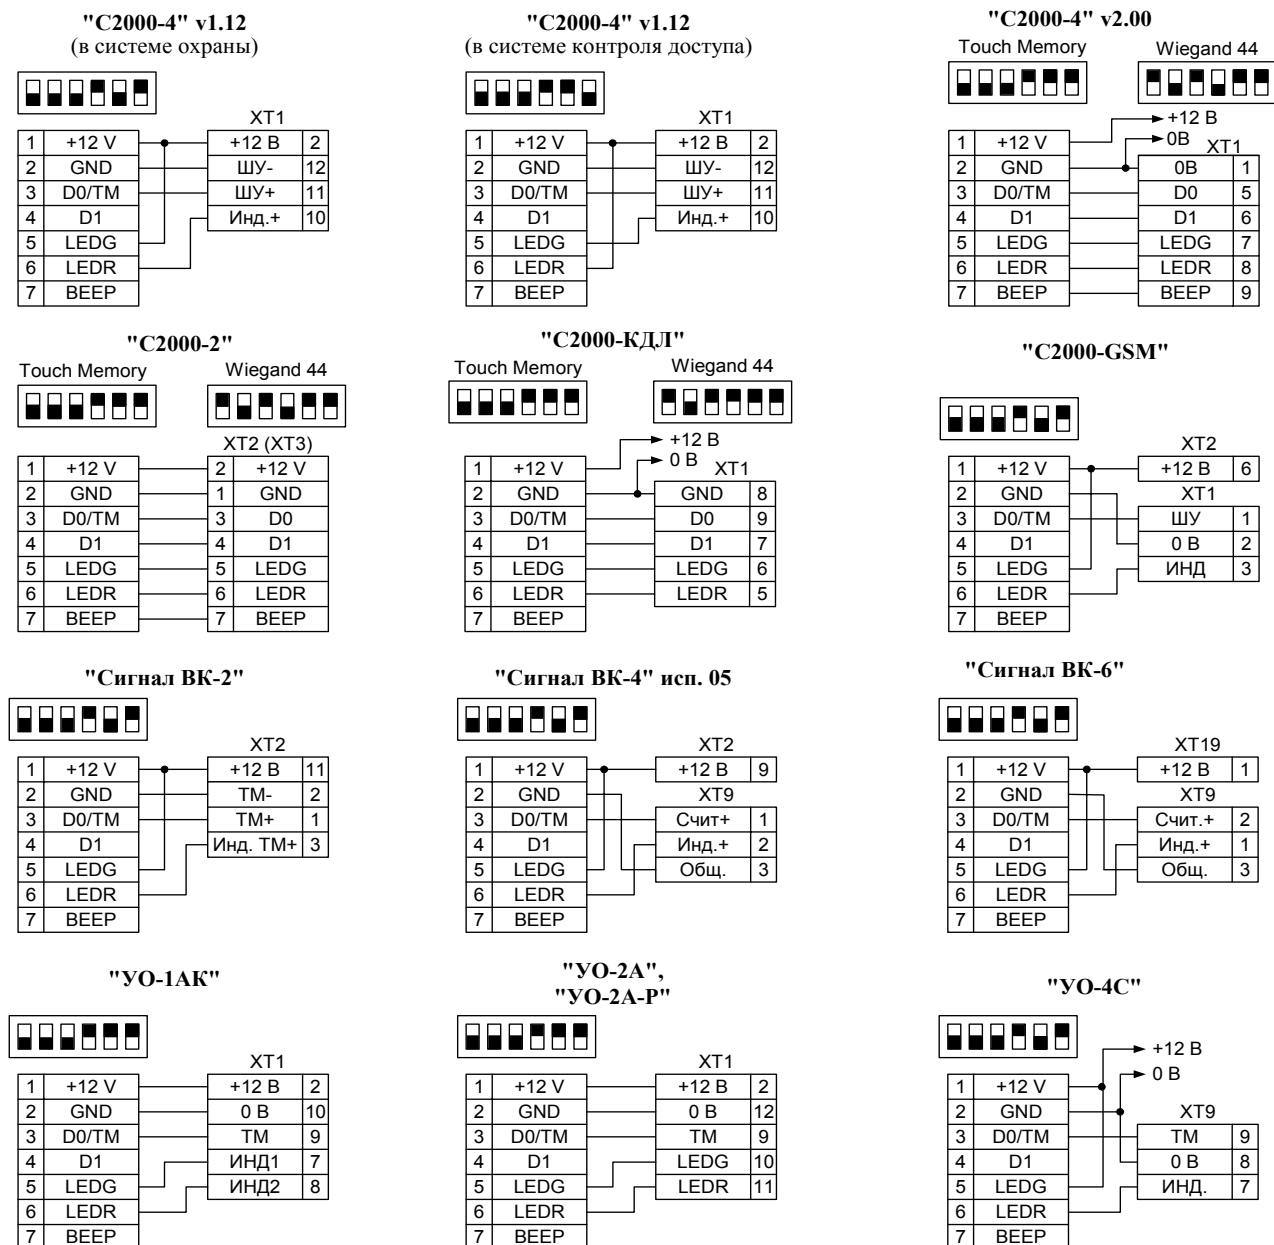 "С2000-4" v1.12
(в системе охраны)
XT1
1 +12 V +12 В 2
2 GND ШУ- 12
3 D0/TM ШУ+ 11
4 D1 Инд.+ 10
5 LEDG
6 LEDR
7 BEEP
"С2000-4" v1.12
(в системе контроля доступа)
XT1
1 +12 V +12 В 2
2 GND ШУ- 12
3 D0/TM ШУ+ 11
4 D1 Инд.+ 10
5 LEDG
6 LEDR
7 BEEP
"С2000-4" v2.00
Touch Memory Wiegand 44
+12 В
0В
XT1
1 +12 V
2 GND 0В 1
3 D0/TM D0 5
4 D1 D1 6
5 LEDG LEDG 7
6 LEDR LEDR 8
7 BEEP BEEP 9
"С2000-2"
Touch Memory Wiegand 44
XT2 (XT3)
1 +12 V 2 +12 V
2 GND 1 GND
3 D0/TM 3 D0
4 D1 4 D1
5 LEDG 5 LEDG
6 LEDR 6 LEDR
7 BEEP 7 BEEP
"С2000-КДЛ"
Touch Memory Wiegand 44
+12 В
0 В
XT1
1 +12 V
2 GND GND 8
3 D0/TM D0 9
4 D1 D1 7
5 LEDG LEDG 6
6 LEDR LEDR 5
7 BEEP
"С2000-GSM"
XT2
1 +12 V +12 В 6
2 GND XT1
3 D0/TM ШУ 1
4 D1 0 В 2
5 LEDG ИНД 3
6 LEDR
7 BEEP
"Сигнал ВК-2"
XT2
1 +12 V +12 В 11
2 GND TM- 2
3 D0/TM TM+ 1
4 D1 Инд. TM+ 3
5 LEDG
6 LEDR
7 BEEP
"Сигнал ВК-4" исп. 05
XT2
1 +12 V +12 В 9
2 GND XT9
3 D0/TM Счит+ 1
4 D1 Инд.+ 2
5 LEDG Общ. 3
6 LEDR
7 BEEP
"Сигнал ВК-6"
XT19
1 +12 V +12 В 1
2 GND XT9
3 D0/TM Счит.+ 2
4 D1 Инд.+ 1
5 LEDG Общ. 3
6 LEDR
7 BEEP
"УО-1АК"
XT1
1 +12 V +12 В 2
2 GND 0 В 10
3 D0/TM TM 9
4 D1 ИНД1 7
5 LEDG ИНД2 8
6 LEDR
7 BEEP
"УО-2А",
"УО-2А-Р"
XT1
1 +12 V +12 В 2
2 GND 0 В 12
3 D0/TM TM 9
4 D1 LEDG 10
5 LEDG LEDR 11
6 LEDR
7 BEEP
"УО-4С"
+12 В
0 В
1 +12 V
2 GND XT9
3 D0/TM TM 9
4 D1 0 В 8
5 LEDG ИНД. 7
6 LEDR
7 BEEP